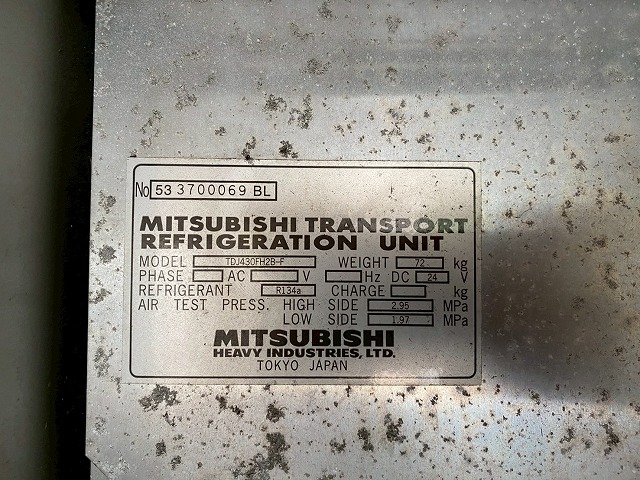 No 53 3700069 BL
MITSUBISHI TRANSPORT
REFRIGERATION UNIT
MODEL TDJ430FH2B-F WEIGHT 72 kg
PHASE AC V Hz DC 24 V
REFRIGERANT R134a CHARGE kg
AIR TEST PRESS. HIGH SIDE 2.95 MPa
LOW SIDE 1.97 MPa
MITSUBISHI
HEAVY INDUSTRIES, LTD.
TOKYO JAPAN